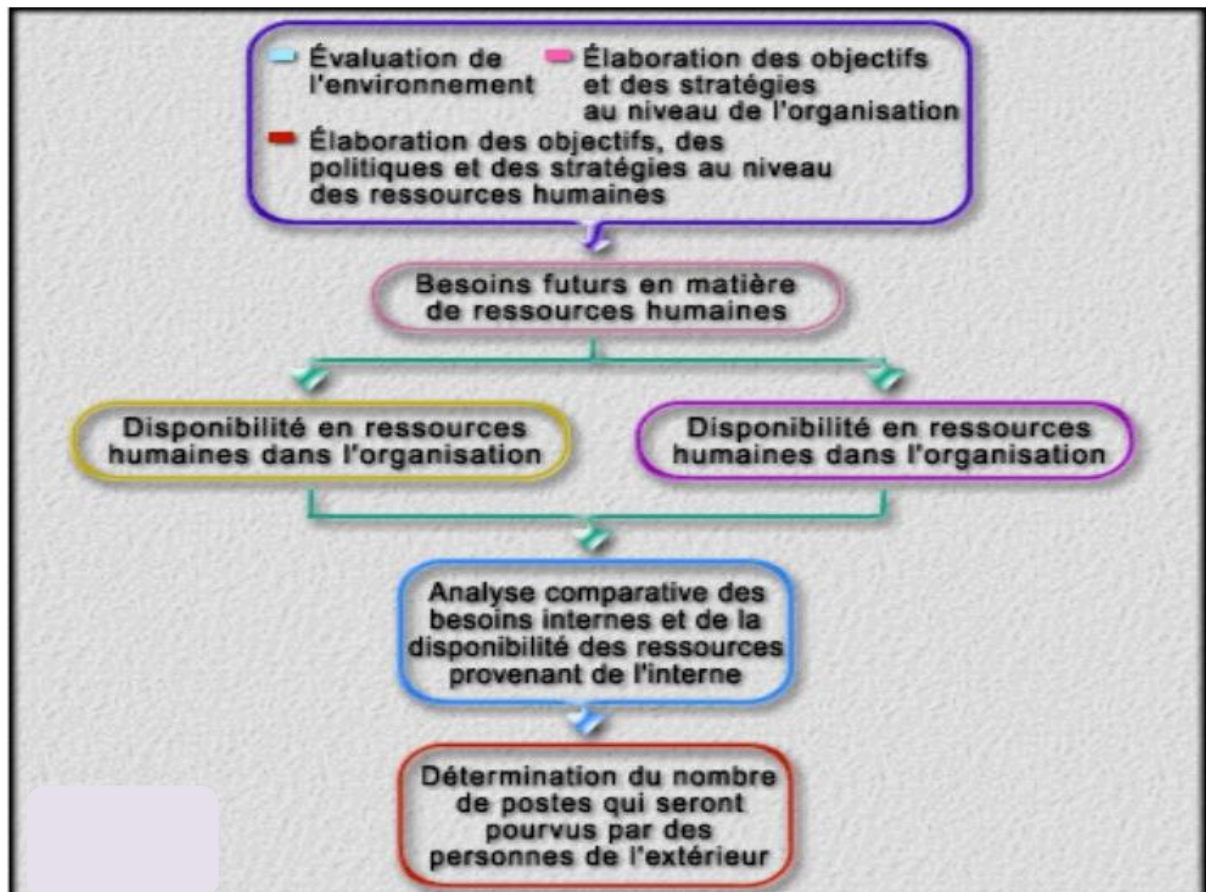 Évaluation de
l'environnement
Élaboration des objectifs
et des stratégies
au niveau de l'organisation
Élaboration des objectifs, des
politiques et des stratégies au niveau
des ressources humaines
Besoins futurs en matière
de ressources humaines
Disponibilité en ressources
humaines dans l'organisation
Disponibilité en ressources
humaines dans l'organisation
Analyse comparative des
besoins internes et de la
disponibilité des ressources
provenant de l'interne
Détermination du nombre
de postes qui seront
pourvus par des
personnes de l'extérieur